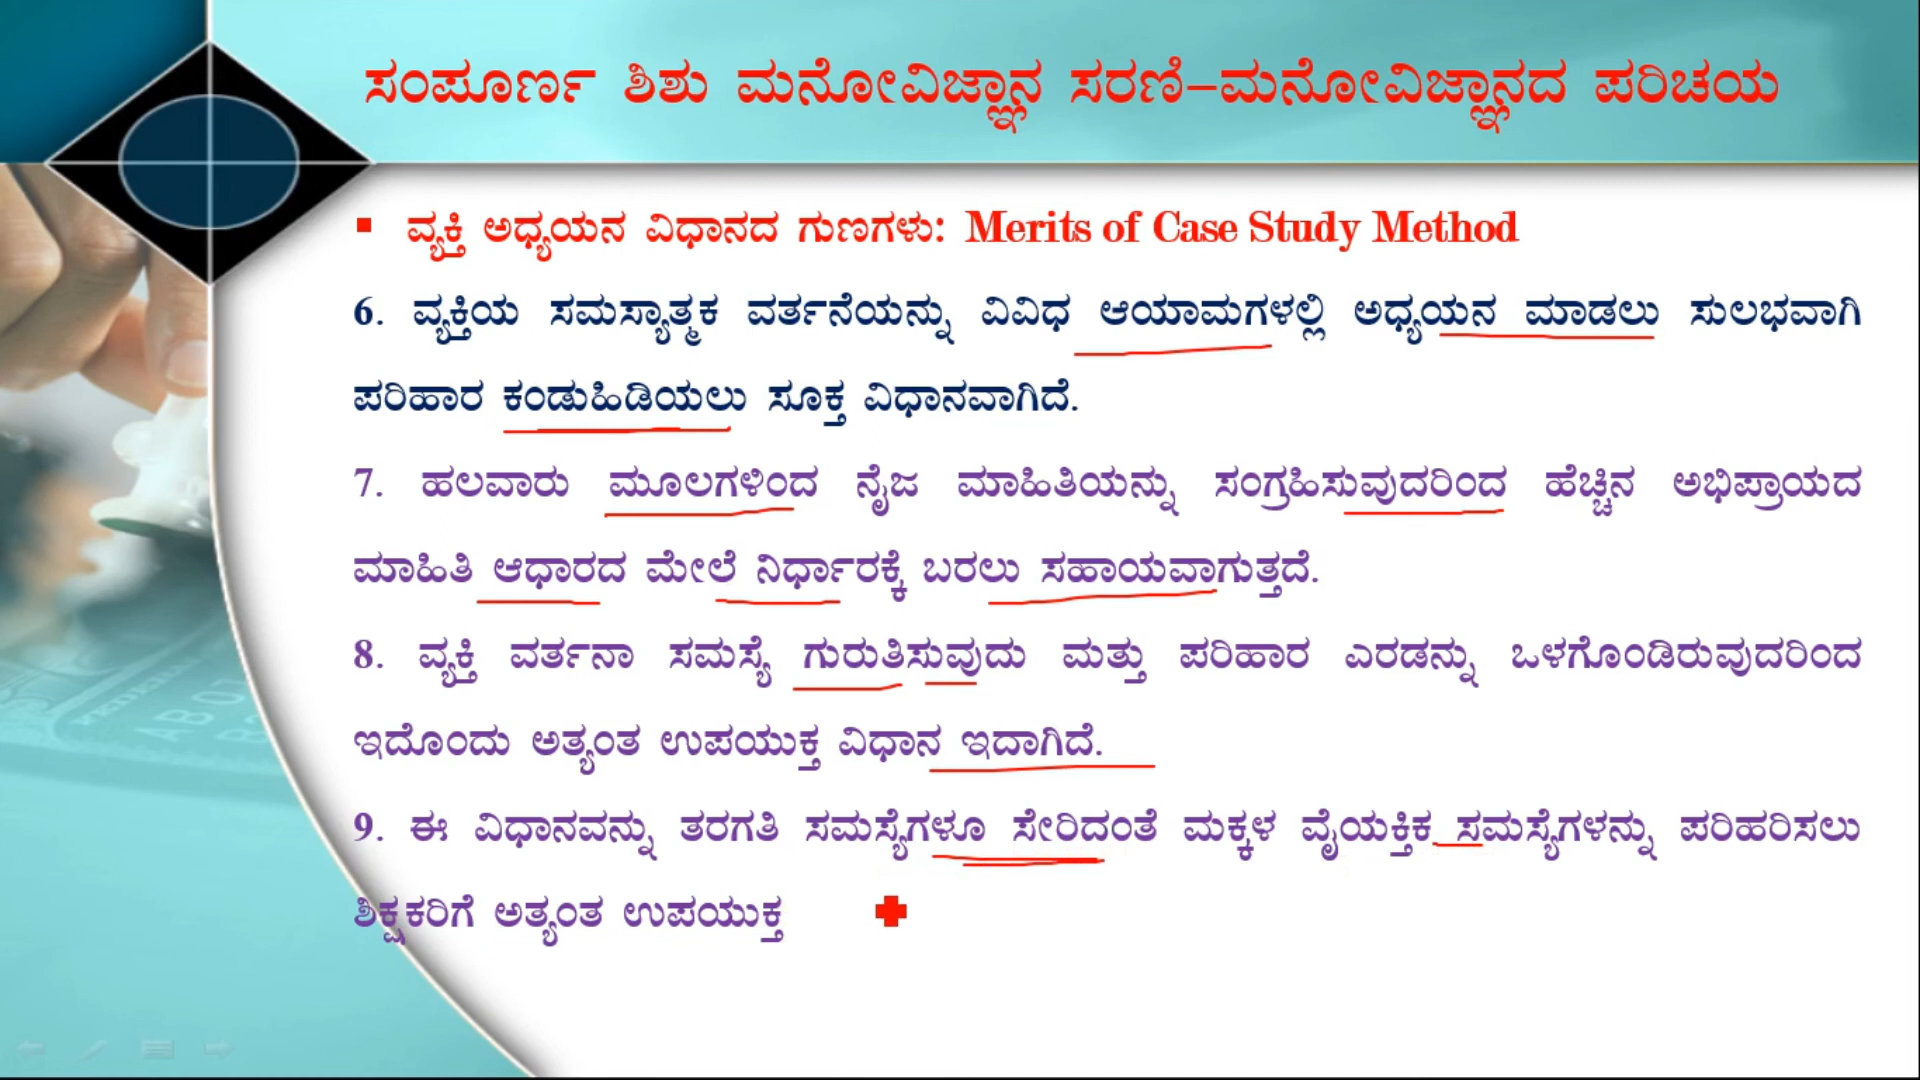 ಸಂಪೂರ್ಣ ಶಿಶು ಮನೋವಿಜ್ಞಾನ ಸರಣಿ–ಮನೋವಿಜ್ಞಾನದ ಪರಿಚಯ
▪ ವ್ಯಕ್ತಿ ಅಧ್ಯಯನ ವಿಧಾನದ ಗುಣಗಳು: Merits of Case Study Method
6. ವ್ಯಕ್ತಿಯ ಸಮಸ್ಯಾತ್ಮಕ ವರ್ತನೆಯನ್ನು ವಿವಿಧ ಆಯಾಮಗಳಲ್ಲಿ ಅಧ್ಯಯನ ಮಾಡಲು ಸುಲಭವಾಗಿ
ಪರಿಹಾರ ಕಂಡುಹಿಡಿಯಲು ಸೂಕ್ತ ವಿಧಾನವಾಗಿದೆ.
7. ಹಲವಾರು ಮೂಲಗಳಿಂದ ನೈಜ ಮಾಹಿತಿಯನ್ನು ಸಂಗ್ರಹಿಸುವುದರಿಂದ ಹೆಚ್ಚಿನ ಅಭಿಪ್ರಾಯದ
ಮಾಹಿತಿ ಆಧಾರದ ಮೇಲೆ ನಿರ್ಧಾರಕ್ಕೆ ಬರಲು ಸಹಾಯವಾಗುತ್ತದೆ.
8. ವ್ಯಕ್ತಿ ವರ್ತನಾ ಸಮಸ್ಯೆ ಗುರುತಿಸುವುದು ಮತ್ತು ಪರಿಹಾರ ಎರಡನ್ನು ಒಳಗೊಂಡಿರುವುದರಿಂದ
ಇದೊಂದು ಅತ್ಯಂತ ಉಪಯುಕ್ತ ವಿಧಾನ ಇದಾಗಿದೆ.
9. ಈ ವಿಧಾನವನ್ನು ತರಗತಿ ಸಮಸ್ಯೆಗಳೂ ಸೇರಿದಂತೆ ಮಕ್ಕಳ ವೈಯಕ್ತಿಕ ಸಮಸ್ಯೆಗಳನ್ನು ಪರಿಹರಿಸಲು
ಶಿಕ್ಷಕರಿಗೆ ಅತ್ಯಂತ ಉಪಯುಕ್ತ